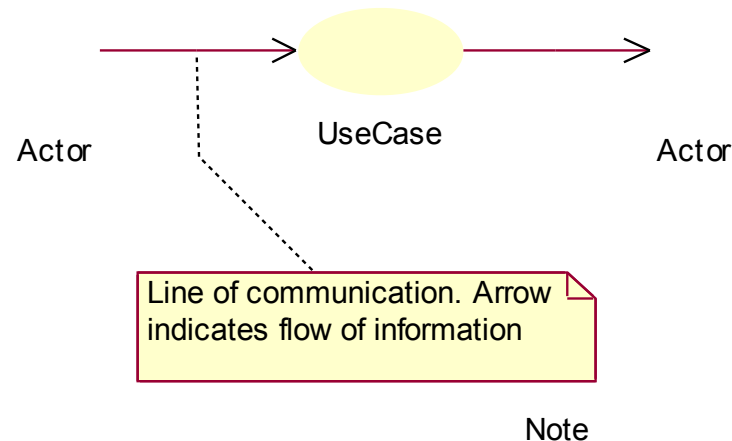 UseCase
Actor
Actor
Line of communication. Arrow
indicates flow of information
Note